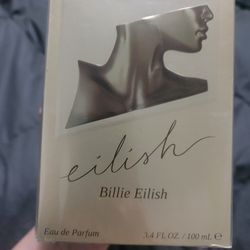 eilish
Billie Eilish
Eau de Parfum 3.4 FL.OZ. / 100 mL ℮